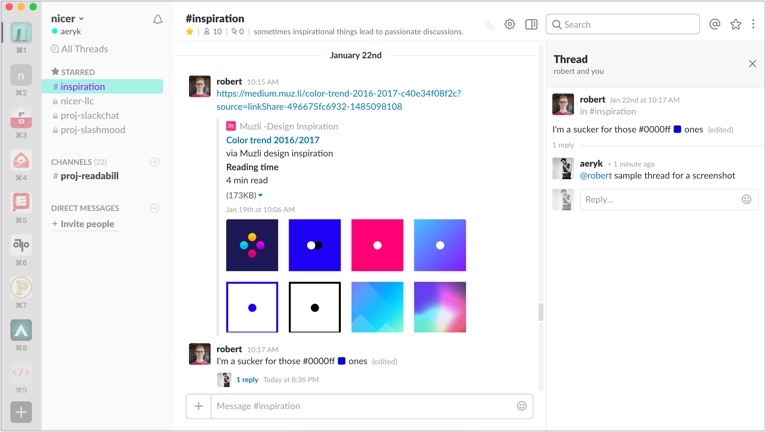 ⌘1
n
⌘2
⌘3
⌘4
⌘5
⌘6
P
⌘7
⌘8
</>
⌘9
+
nicer
aeryk
All Threads
STARRED
# inspiration
nicer-llc
proj-slackchat
proj-slashmood
CHANNELS (22)
# proj-readabill
DIRECT MESSAGES
+ Invite people
#inspiration
10
0
sometimes inspirational things lead to passionate discussions.
Search
January 22nd
robert 10:15 AM
https://medium.muz.li/color-trend-2016-2017-c40e34f08f2c?
source=linkShare-496675fc6932-1485098108
Muzli -Design Inspiration
Color trend 2016/2017
via Muzli design inspiration
Reading time
4 min read
(173KB)
Jan 19th at 10:06 AM
robert 10:17 AM
I'm a sucker for those #0000ff ones (edited)
1 reply Today at 8:36 PM
+ Message #inspiration
Thread
robert and you
robert Jan 22nd at 10:17 AM
in #inspiration
I'm a sucker for those #0000ff ones (edited)
1 reply
aeryk < 1 minute ago
@robert sample thread for a screenshot
Reply...